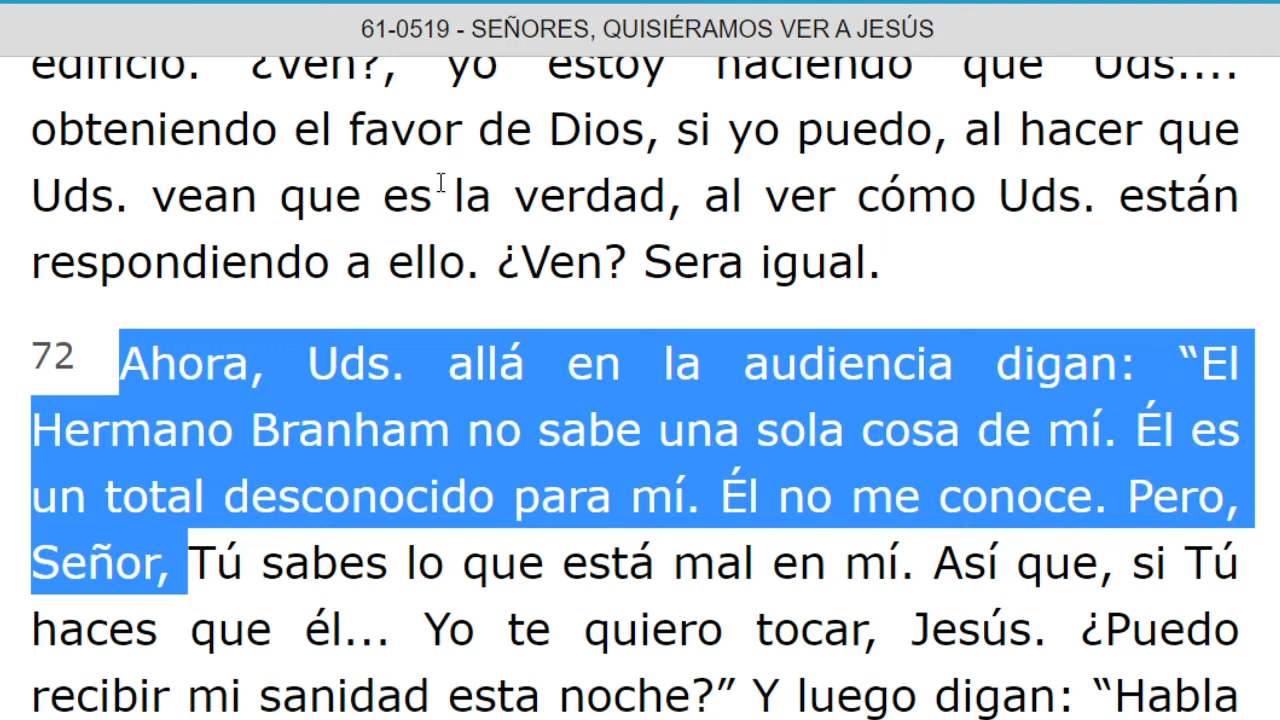 61-0519 - SEÑORES, QUISIÉRAMOS VER A JESÚS
edificio. ¿Ven?, yo estoy haciendo que Uds....
obteniendo el favor de Dios, si yo puedo, al hacer que
Uds. vean que es la verdad, al ver cómo Uds. están
respondiendo a ello. ¿Ven? Sera igual.
72 Ahora, Uds. allá en la audiencia digan: “El
Hermano Branham no sabe una sola cosa de mí. Él es
un total desconocido para mí. Él no me conoce. Pero,
Señor, Tú sabes lo que está mal en mí. Así que, si Tú
haces que él... Yo te quiero tocar, Jesús. ¿Puedo
recibir mi sanidad esta noche?” Y luego digan: “Habla